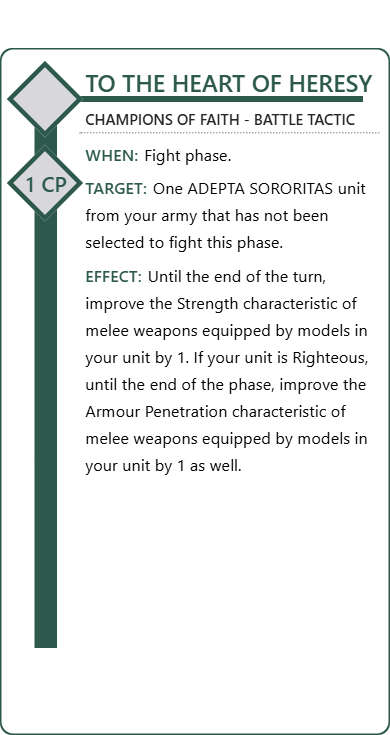 TO THE HEART OF HERESY
CHAMPIONS OF FAITH - BATTLE TACTIC
WHEN: Fight phase.
1 CP
TARGET: One ADEPTA SORORITAS unit
from your army that has not been
selected to fight this phase.
EFFECT: Until the end of the turn,
improve the Strength characteristic of
melee weapons equipped by models in
your unit by 1. If your unit is Righteous,
until the end of the phase, improve the
Armour Penetration characteristic of
melee weapons equipped by models in
your unit by 1 as well.